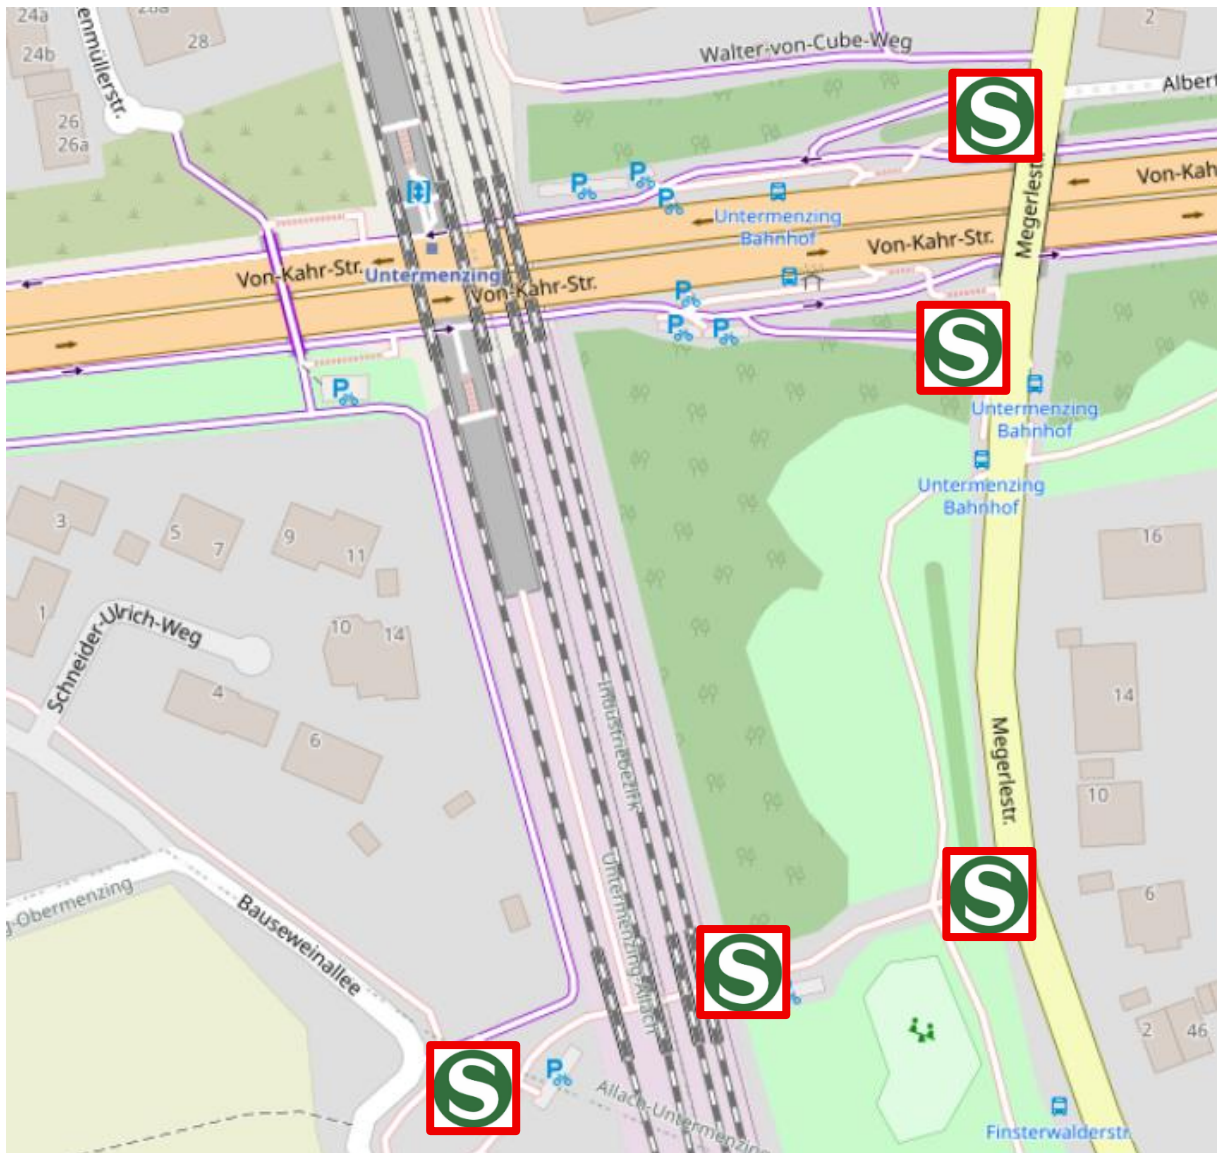 24a
28a
2
28
24b
enmüllerstr.
Walter-von-Cube-Weg
S
Albert
26
26a
P
P
P
Megerlestr.
Von-Kah
Untermenzing
Bahnhof
Von-Kahr-Str.
Von-Kahr-Str.
Untermenzing
Von-Kahr-Str.
P
P
P
S
P
Untermenzing
Bahnhof
Untermenzing
Bahnhof
3
5
7
9
11
16
1
Schneider-Ulrich-Weg
10
14
4
6
Industriebezirk
14
Megerlestr.
10
g-Obermenzing
Bauseweinallee
Untermenzing-Allach
S
6
S
2
46
S
P
Allach-Untermenzing
Finsterwalderstr.